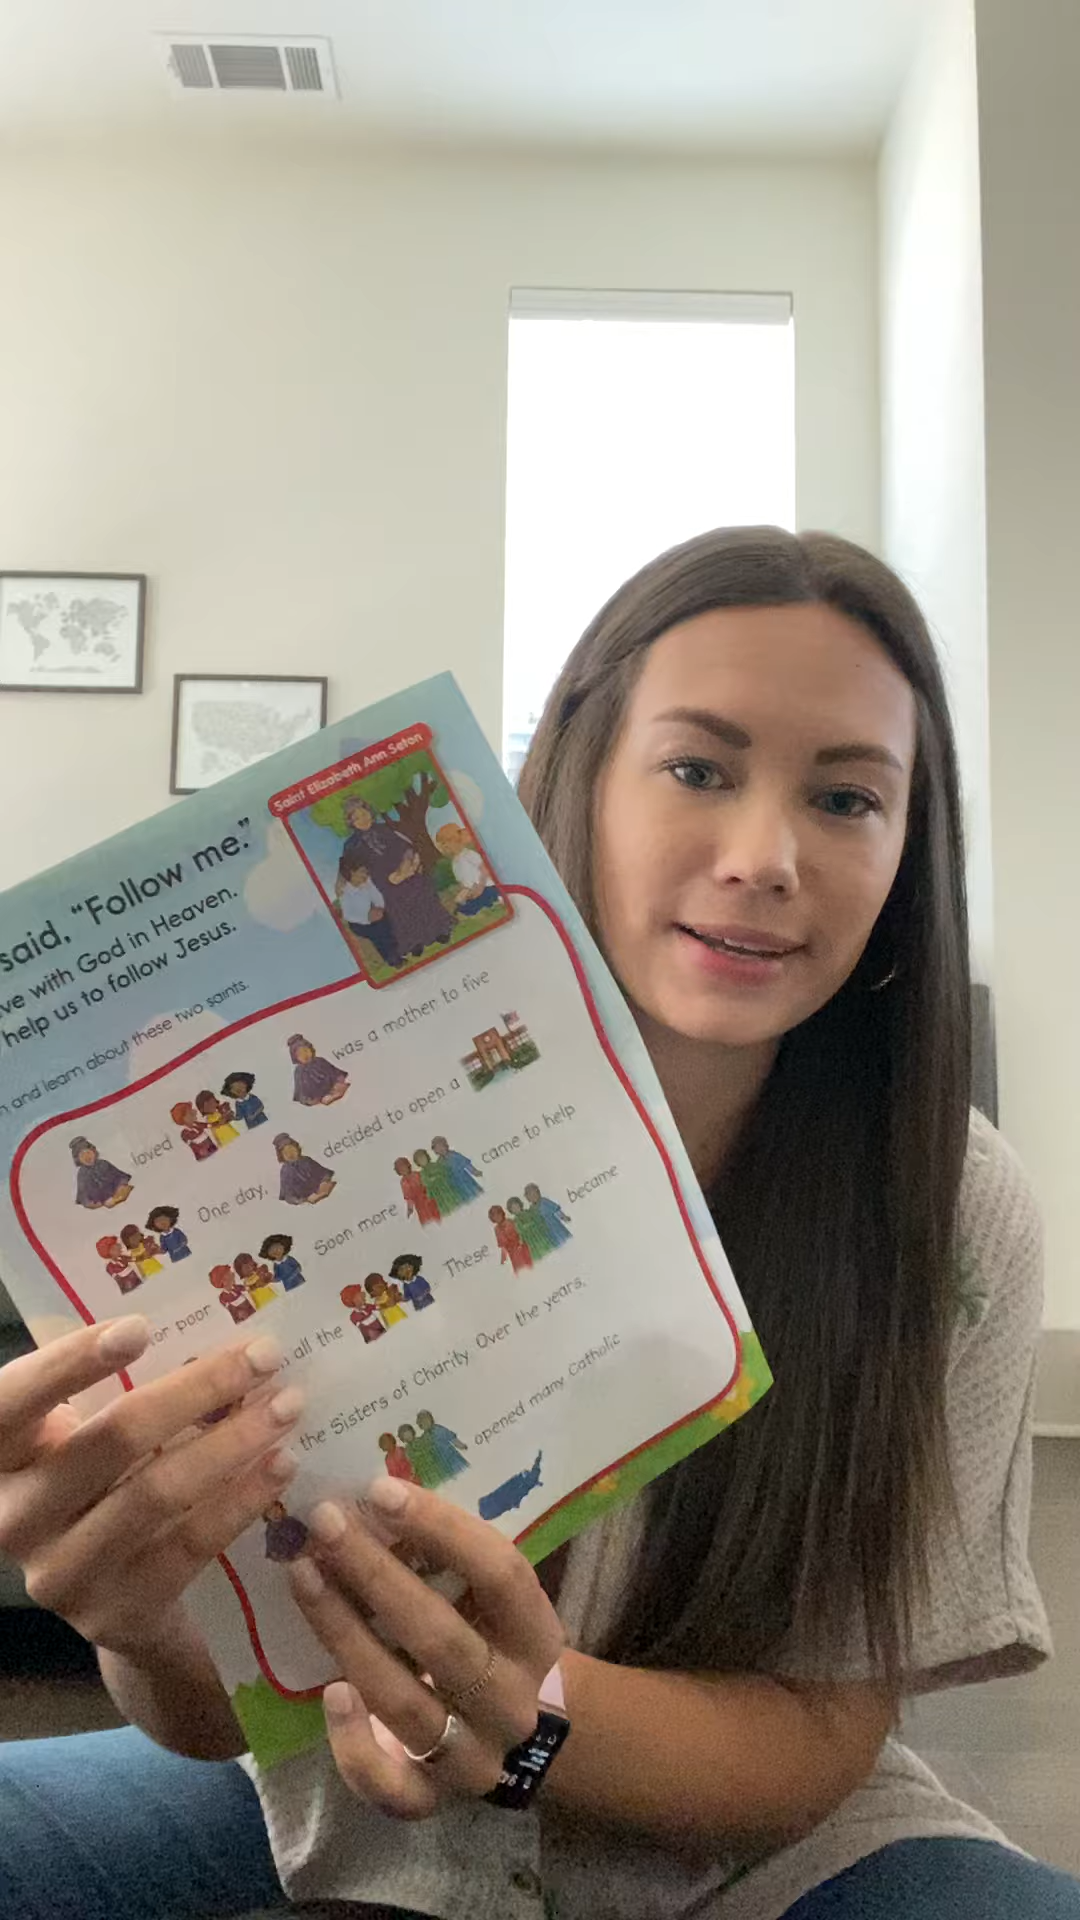 Saint Elizabeth Ann Seton
said, "Follow me."
ve with God in Heaven.
help us to follow Jesus.
and learn about these two saints.
loved was a mother to five
One day, decided to open a
or poor Soon more came to help
all the These became
the Sisters of Charity. Over the years,
opened many Catholic